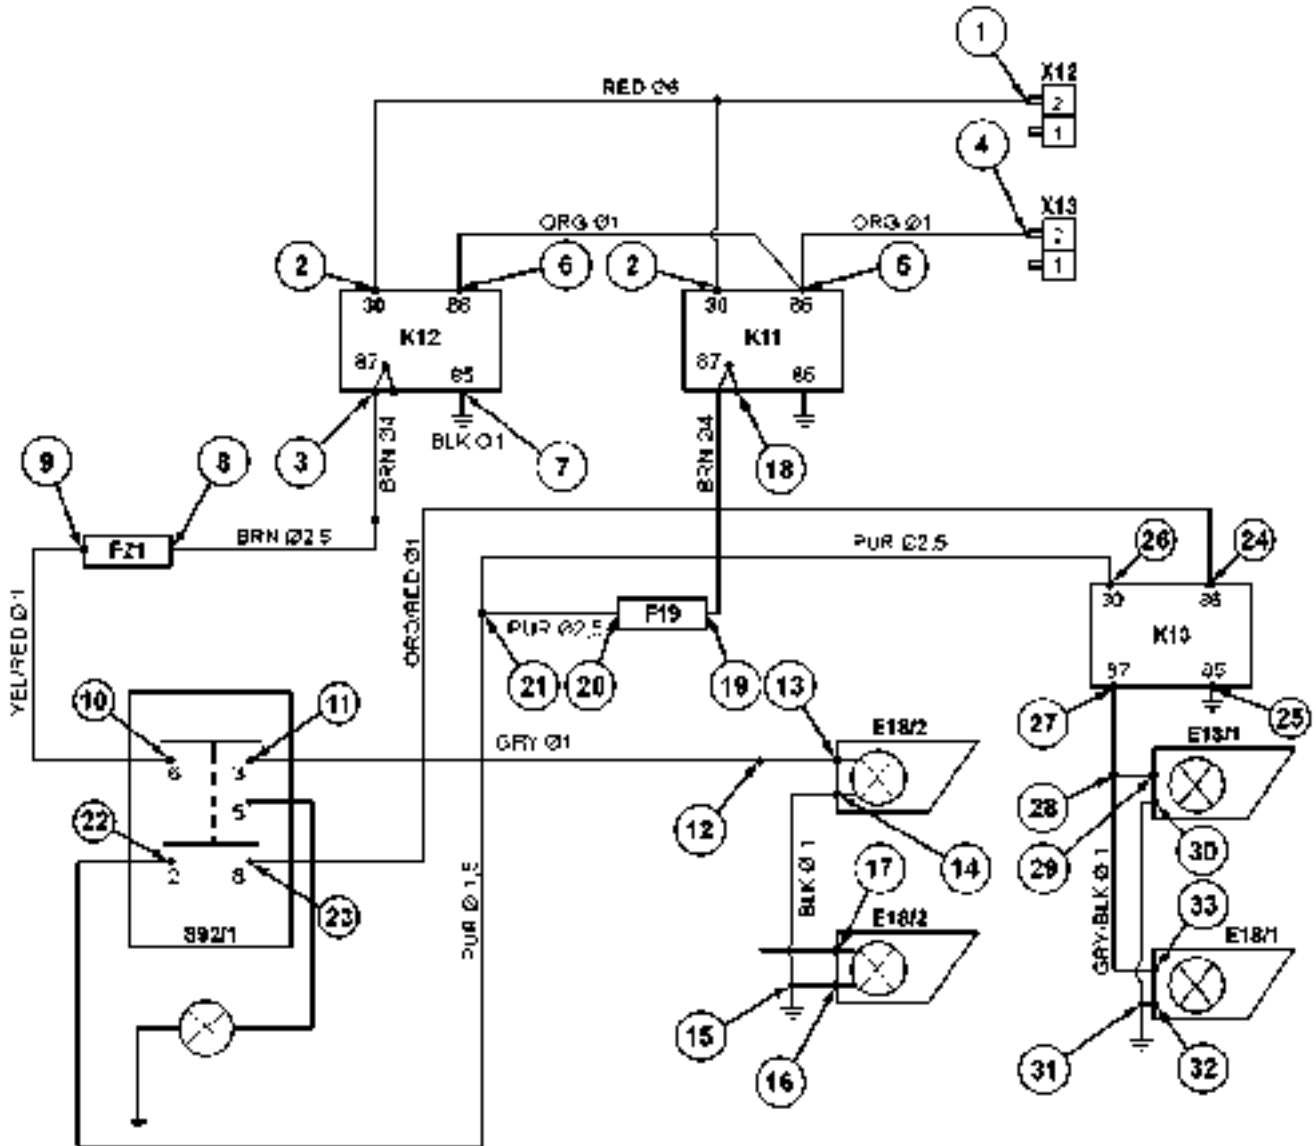 1
X12
RED Ø6
2
1
4
X13
ORG Ø1
ORG Ø1
2
1
2
6
2
5
30
86
30
86
K12
K11
87
85
87
86
BLK Ø1
BRN Ø4
BRN Ø4
9
8
3
7
18
F21
BRN Ø2.5
PUR Ø2,5
26
24
YEL/RED Ø1
ORG/RED Ø1
F19
PUR Ø2,5
30
86
K13
21
20
19
13
87
85
10
11
27
25
GRY Ø1
E18/2
E18/1
6
3
5
22
12
28
2
8
14
29
30
17
BLK Ø1
23
S92/1
PUR Ø1,5
E18/2
GRY/BLK Ø1
33
E18/1
15
16
31
32